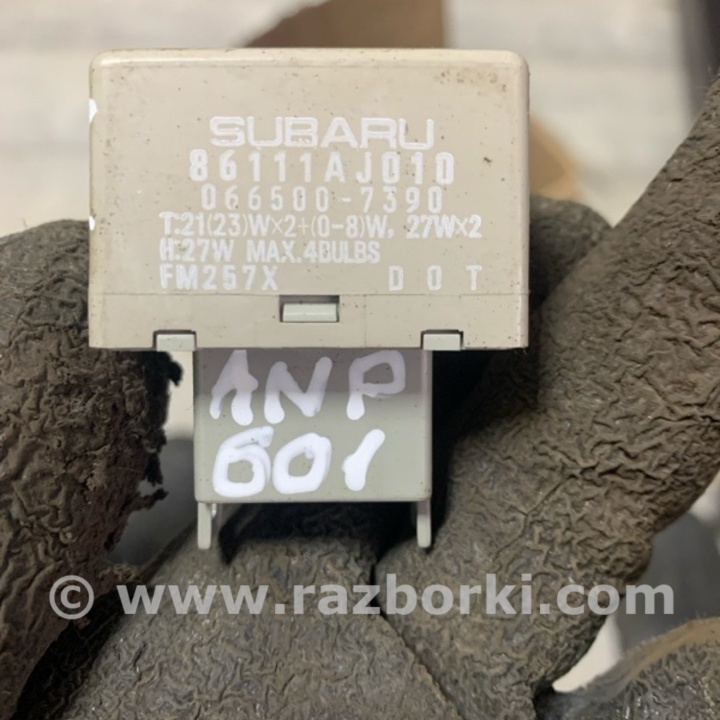 SUBARU
86111AJ010
066500-7390
T:21(23)W×2+(0-8)W, 27W×2
H:27W MAX.4BULBS
FM257X DOT
ANP
601
© www.razborki.com